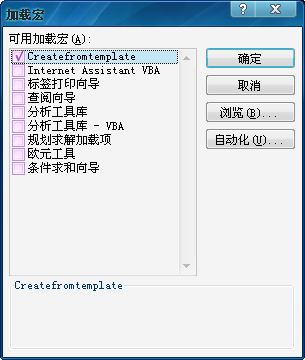 加载宏
可用加载宏(A):
Createfromtemplate
Internet Assistant VBA
标签打印向导
查阅向导
分析工具库
分析工具库 - VBA
规划求解加载项
欧元工具
条件求和向导
确定
取消
浏览(B)...
自动化(U)...
Createfromtemplate